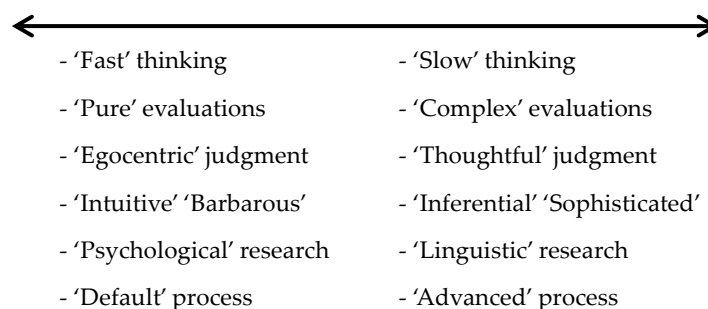 - ‘Fast’ thinking
- ‘Slow’ thinking
- ‘Pure’ evaluations
- ‘Complex’ evaluations
- ‘Egocentric’ judgment
- ‘Thoughtful’ judgment
- ‘Intuitive’ ‘Barbarous’
- ‘Inferential’ ‘Sophisticated’
- ‘Psychological’ research
- ‘Linguistic’ research
- ‘Default’ process
- ‘Advanced’ process